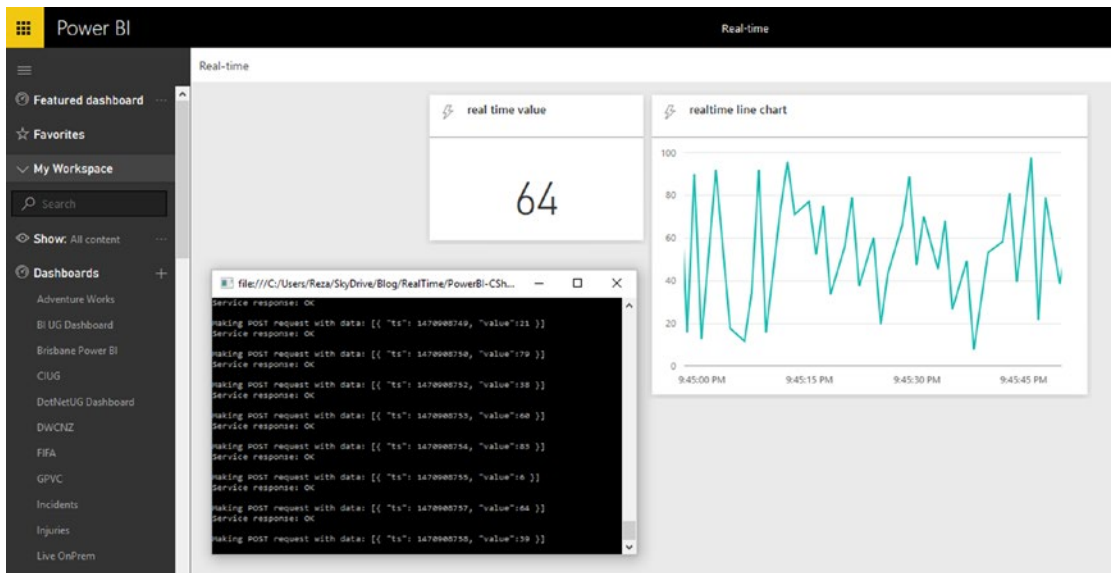 Power BI
Real-time
Real-time
Featured dashboard ...
Favorites
My Workspace
Search
Show: All content ...
Dashboards +
Adventure Works
BI UG Dashboard
Brisbane Power BI
CIUG
DotNetUG Dashboard
DWCNZ
FIFA
GPVC
Incidents
Injuries
Live OnPrem
real time value
64
realtime line chart
100
80
60
40
20
0
9:45:00 PM 9:45:15 PM 9:45:30 PM 9:45:45 PM
file:///C:/Users/Reza/SkyDrive/Blog/RealTime/PowerBI-CSh...
Service response: OK
Making POST request with data: [{ "ts": 1470908749, "value":21 }]
Service response: OK
Making POST request with data: [{ "ts": 1470908750, "value":79 }]
Service response: OK
Making POST request with data: [{ "ts": 1470908752, "value":38 }]
Service response: OK
Making POST request with data: [{ "ts": 1470908753, "value":60 }]
Service response: OK
Making POST request with data: [{ "ts": 1470908754, "value":83 }]
Service response: OK
Making POST request with data: [{ "ts": 1470908755, "value":6 }]
Service response: OK
Making POST request with data: [{ "ts": 1470908757, "value":64 }]
Service response: OK
Making POST request with data: [{ "ts": 1470908758, "value":39 }]